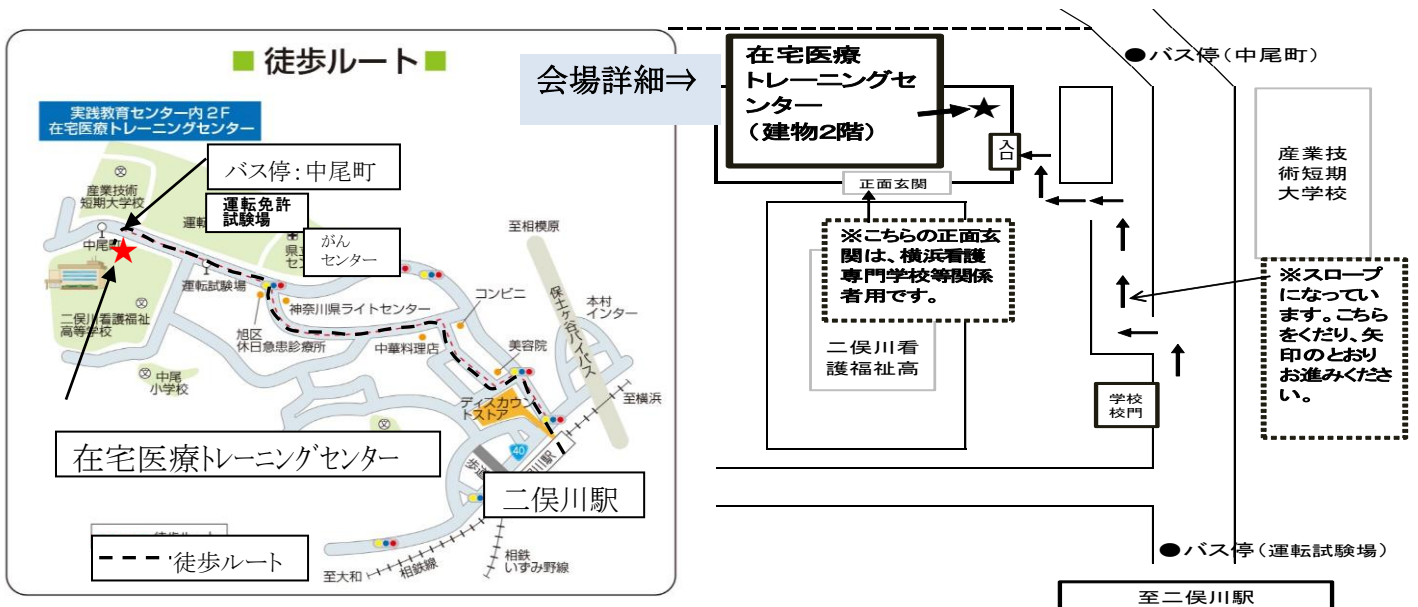 ■ 徒歩ルート ■
実践教育センター内２F
在宅医療トレーニングセンター
バス停：中尾町
産業技術
短期大学校
運転免許
試験場
がん
センター
中尾町
運転試験場
県立
至相模原
コンビニ
本村
インター
保土ヶ谷バイパス
神奈川県ライトセンター
旭区
休日急患診療所
中華料理店
美容院
二俣川看護福祉
高等学校
中尾
小学校
ディスカウン
トストア
至横浜
40
在宅医療トレーニングセンター
二俣川駅
徒歩ルート
至大和
相鉄線
相鉄
いずみ野線
会場詳細⇒
在宅医療
トレーニングセ
ンター
（建物2階）
★
入口
正面玄関
●バス停（中尾町）
産業技
術短期
大学校
※こちらの正面玄
関は、横浜看護
専門学校等関係
者用です。
二俣川看
護福祉高
※スロープ
になってい
ます。こちら
をくだり、矢
印のとおり
お進みくださ
い。
学校
校門
●バス停（運転試験場）
至二俣川駅